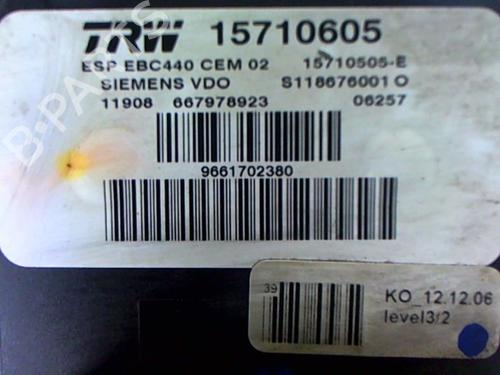 TRW 15710605
ESP EBC440 CEM 02 15710505-E
SIEMENS VDO S118676001 O
11908 667978923 06257
9661702380
39
KO_12.12.06
level3/2
B-PARTS